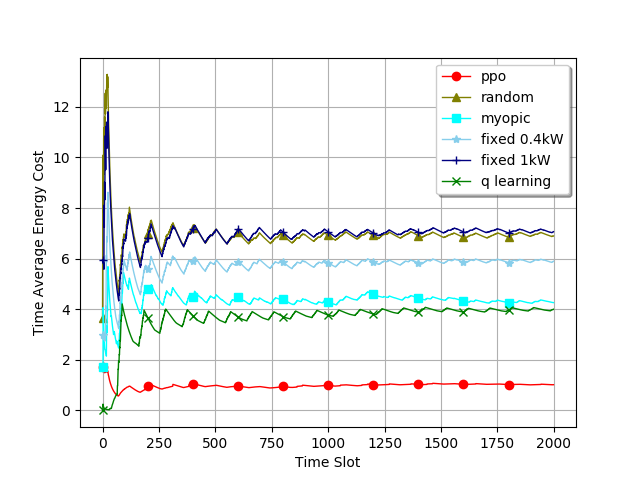 ppo
random
myopic
fixed 0.4kW
fixed 1kW
q learning
Time Average Energy Cost
12
10
8
6
4
2
0
0 250 500 750 1000 1250 1500 1750 2000
Time Slot